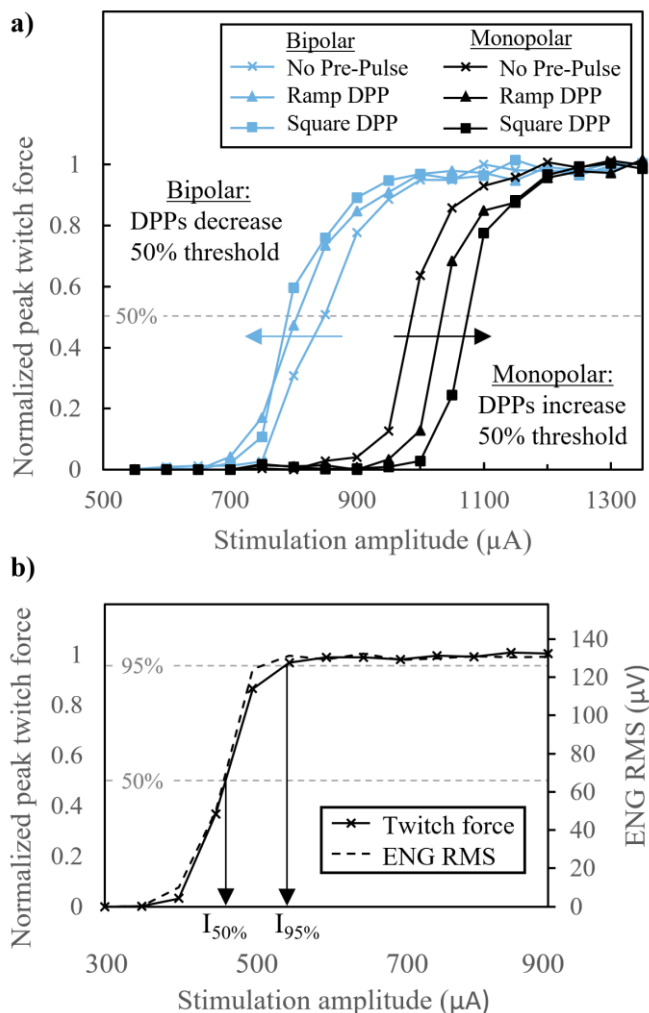 a)
Bipolar
No Pre-Pulse
Ramp DPP
Square DPP
Monopolar
No Pre-Pulse
Ramp DPP
Square DPP
Normalized peak twitch force
1
0.8
0.6
0.4
0.2
0
Bipolar:
DPPs decrease
50% threshold
50%
Monopolar:
DPPs increase
50% threshold
500
700
900
1100
1300
Stimulation amplitude (µA)
b)
Normalized peak twitch force
1
0.8
0.6
0.4
0.2
0
95%
50%
140
120
100
80
60
40
20
0
ENG RMS (µV)
Twitch force
ENG RMS
I50%
I95%
300
500
700
900
Stimulation amplitude (µA)